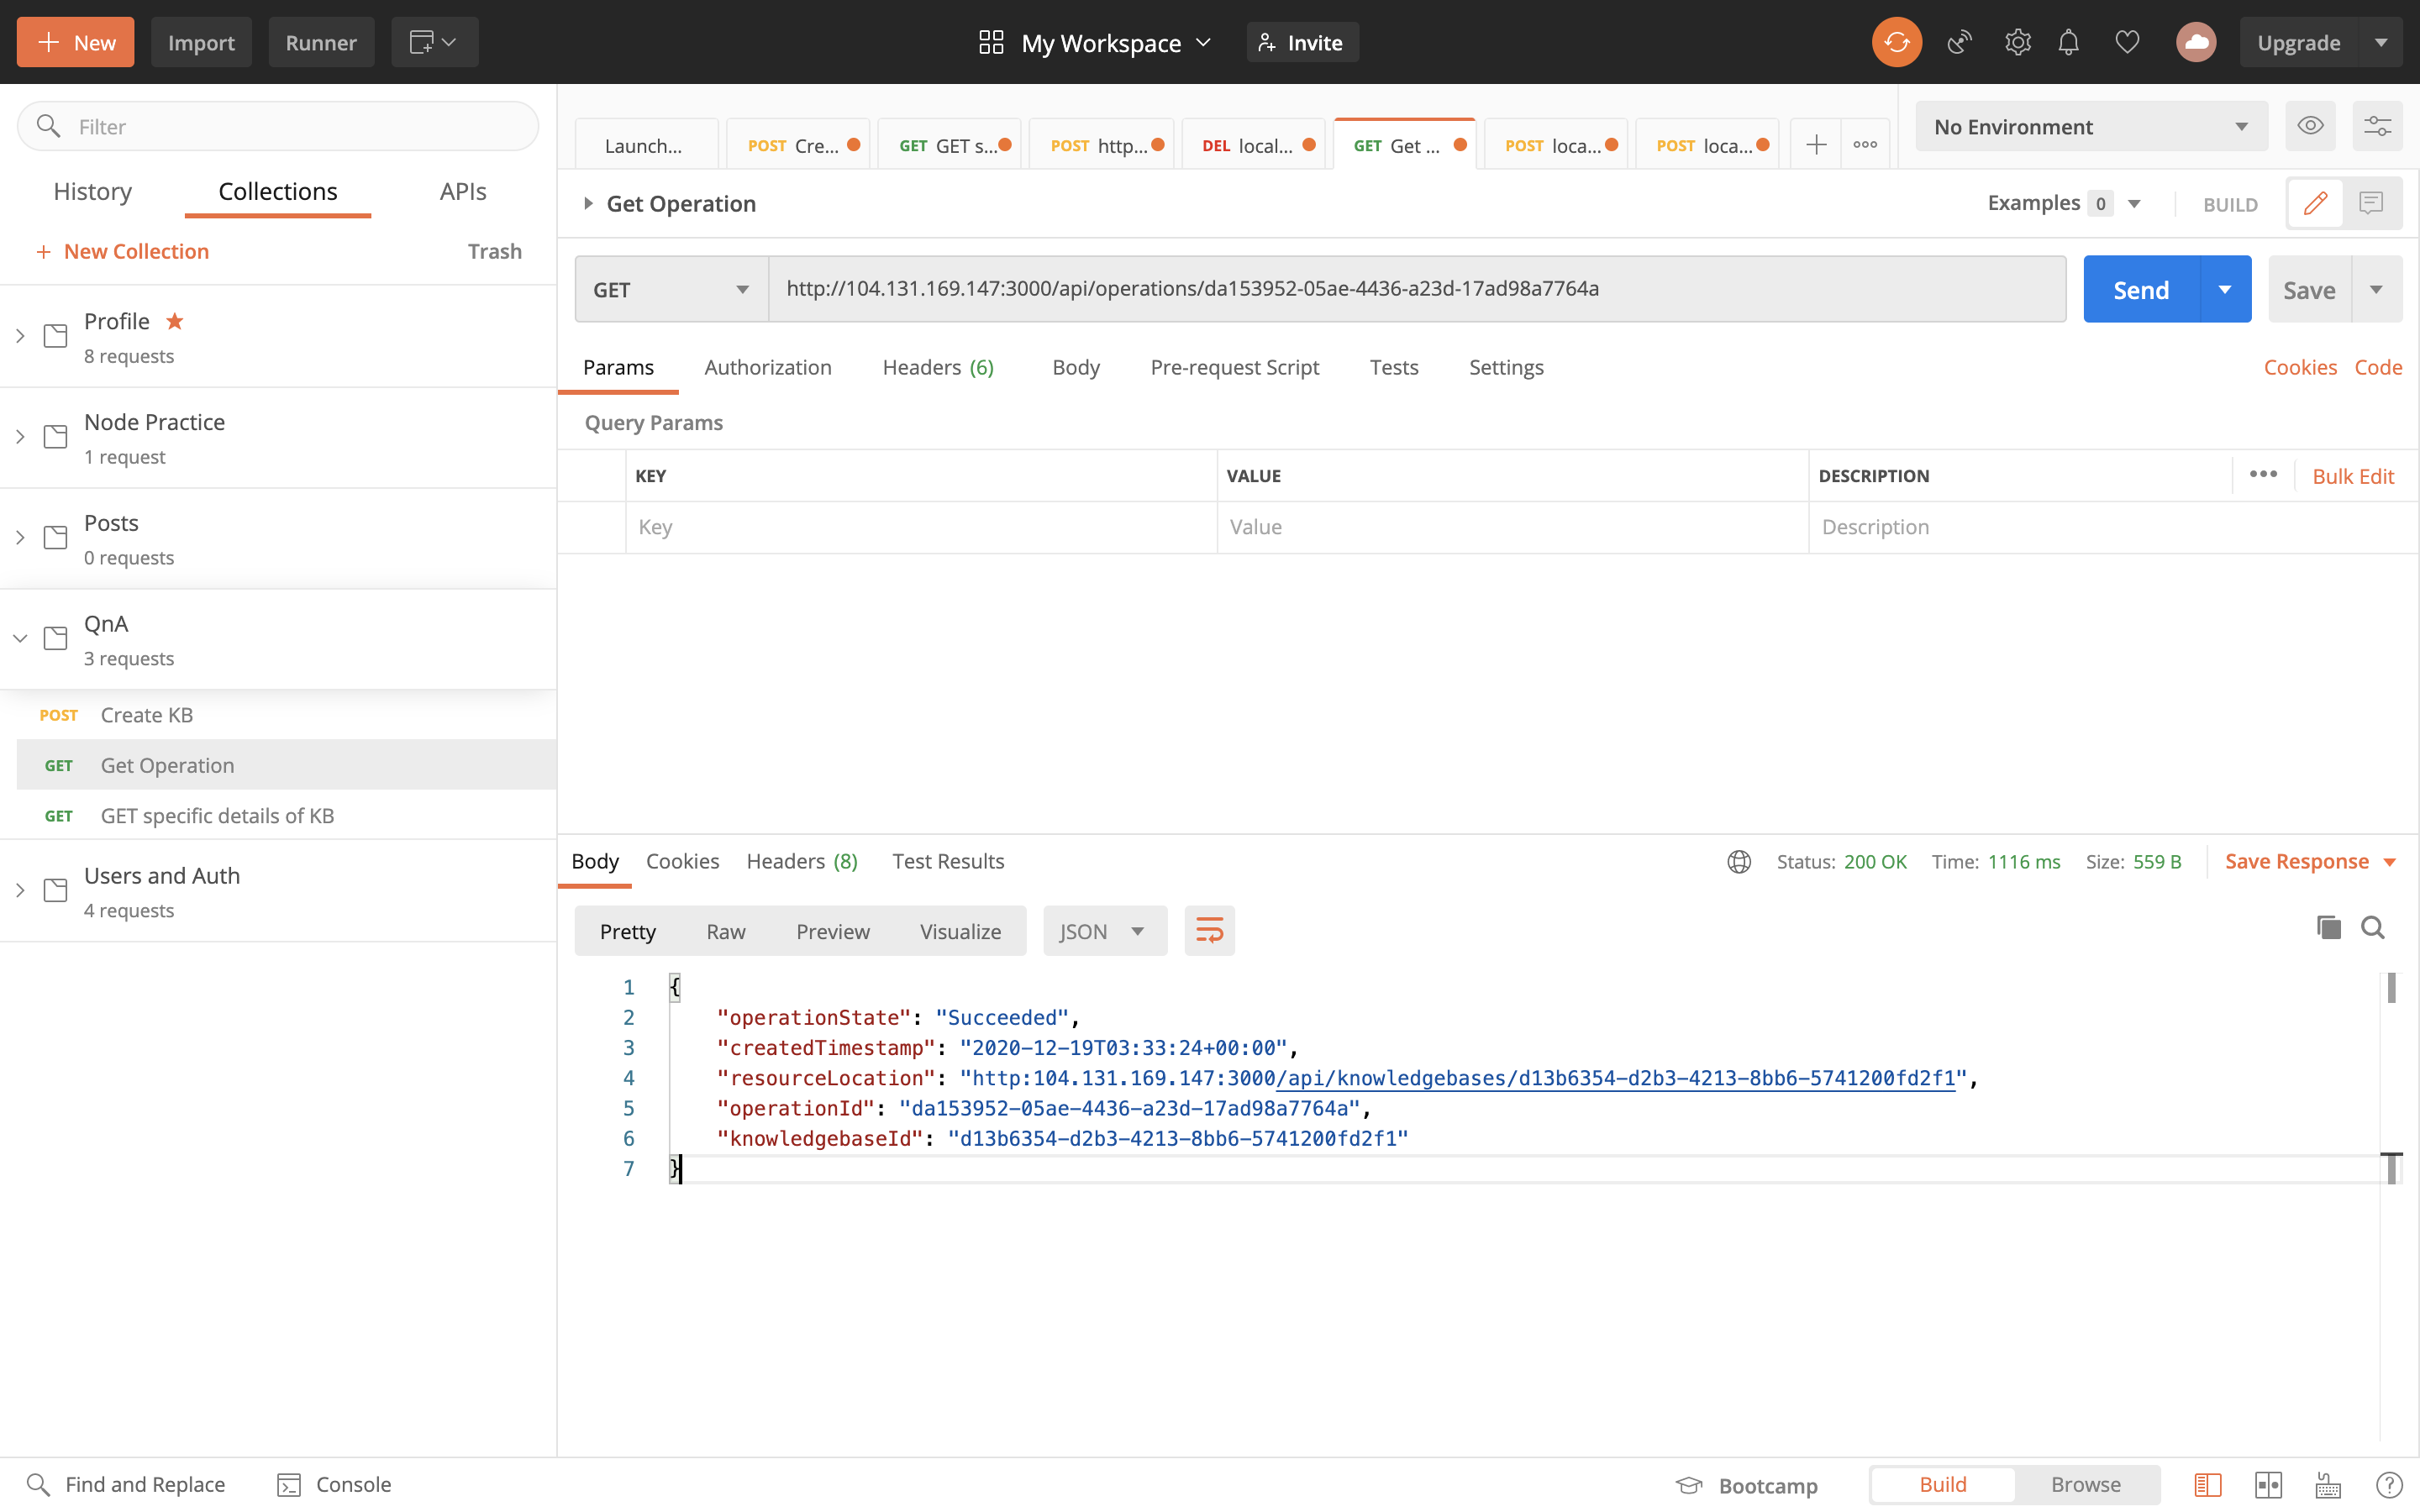 New
Import
Runner
My Workspace
Invite
Upgrade
Filter
History
Collections
APIs
+ New Collection
Trash
Profile
8 requests
Node Practice
1 request
Posts
0 requests
QnA
3 requests
POST Create KB
GET Get Operation
GET GET specific details of KB
Users and Auth
4 requests
Launch...
POST Cre...
GET GET s...
POST http...
DEL local...
GET Get ...
POST loca...
POST loca...
No Environment
Get Operation
Examples 0
BUILD
GET
http://104.131.169.147:3000/api/operations/da153952-05ae-4436-a23d-17ad98a7764a
Send
Save
Params
Authorization
Headers (6)
Body
Pre-request Script
Tests
Settings
Cookies
Code
Query Params
KEY
VALUE
DESCRIPTION
Bulk Edit
Key
Value
Description
Body
Cookies
Headers (8)
Test Results
Status: 200 OK
Time: 1116 ms
Size: 559 B
Save Response
Pretty
Raw
Preview
Visualize
JSON
1 {
2 "operationState": "Succeeded",
3 "createdTimestamp": "2020-12-19T03:33:24+00:00",
4 "resourceLocation": "http:104.131.169.147:3000/api/knowledgebases/d13b6354-d2b3-4213-8bb6-5741200fd2f1",
5 "operationId": "da153952-05ae-4436-a23d-17ad98a7764a",
6 "knowledgebaseId": "d13b6354-d2b3-4213-8bb6-5741200fd2f1"
7 }
Find and Replace
Console
Bootcamp
Build
Browse